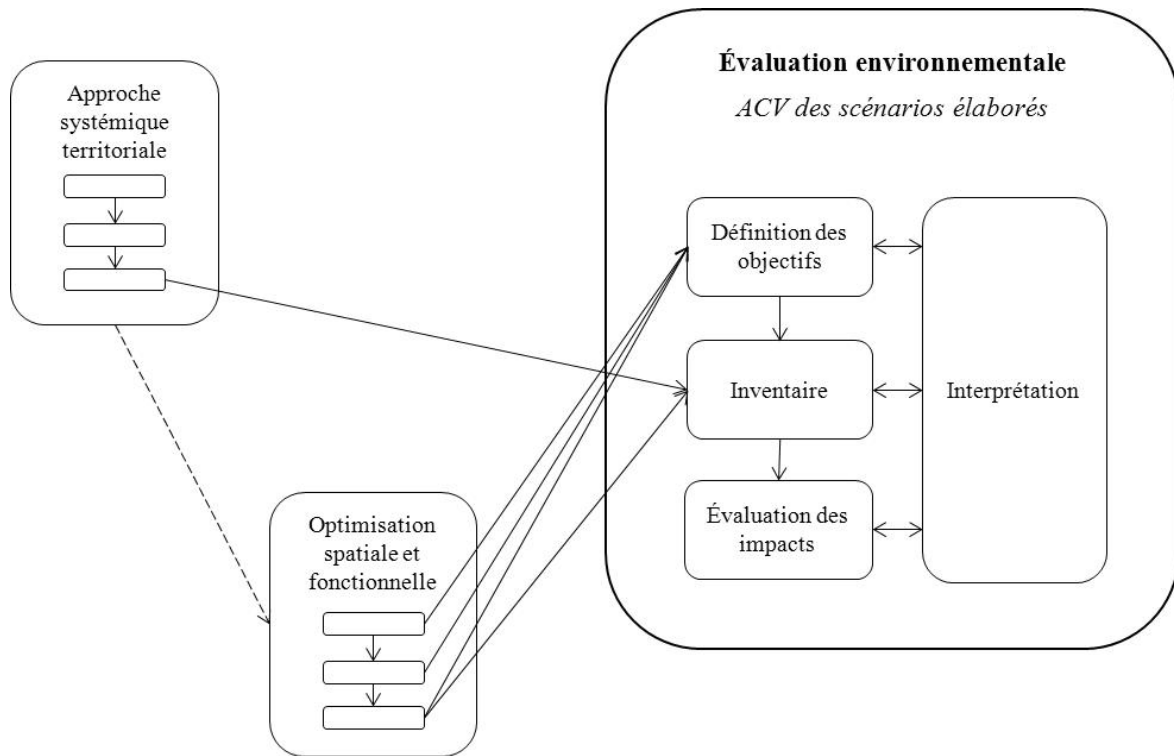 Approche
systémique
territoriale
Optimisation
spatiale et
fonctionnelle
Évaluation environnementale
ACV des scénarios élaborés
Définition des
objectifs
Inventaire
Évaluation des
impacts
Interprétation